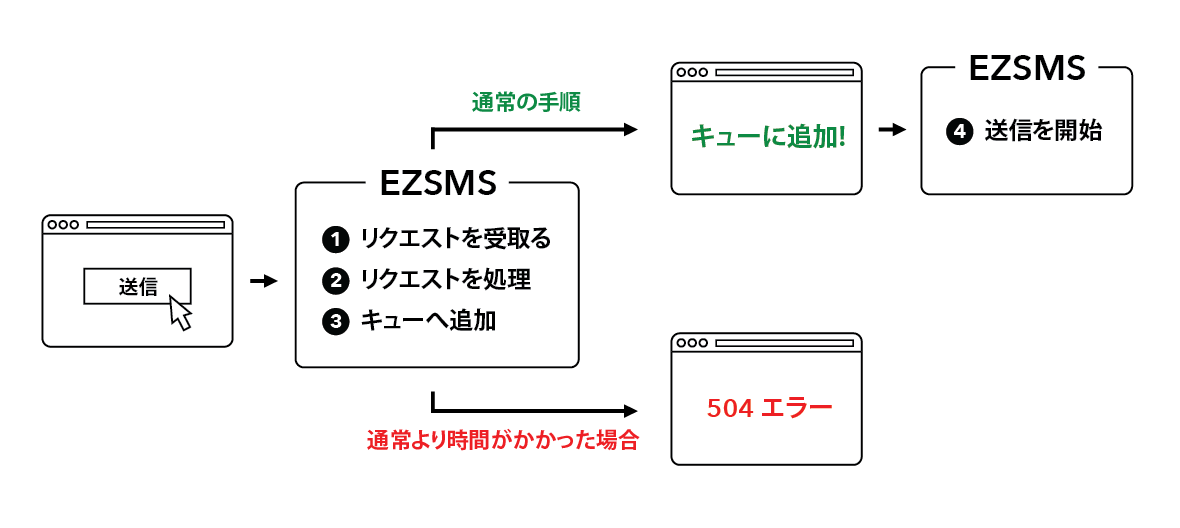 送信
EZSMS
1 リクエストを受取る
2 リクエストを処理
3 キューへ追加
通常の手順
キューに追加!
EZSMS
4 送信を開始
通常より時間がかかった場合
504 エラー